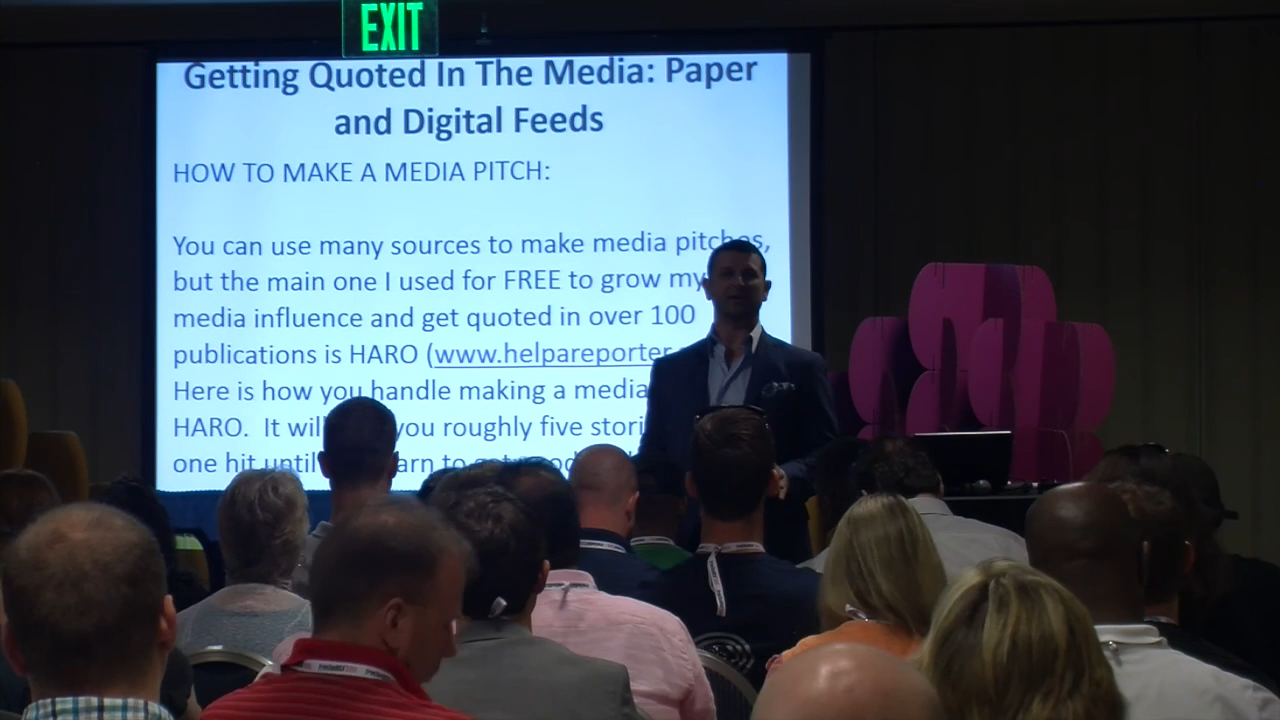 EXIT
Getting Quoted In The Media: Paper
and Digital Feeds
HOW TO MAKE A MEDIA PITCH:
You can use many sources to make media pitches,
but the main one I used for FREE to grow my
media influence and get quoted in over 100
publications is HARO (www.helpareporter
Here is how you handle making a media
HARO. It you roughly five
one hit to